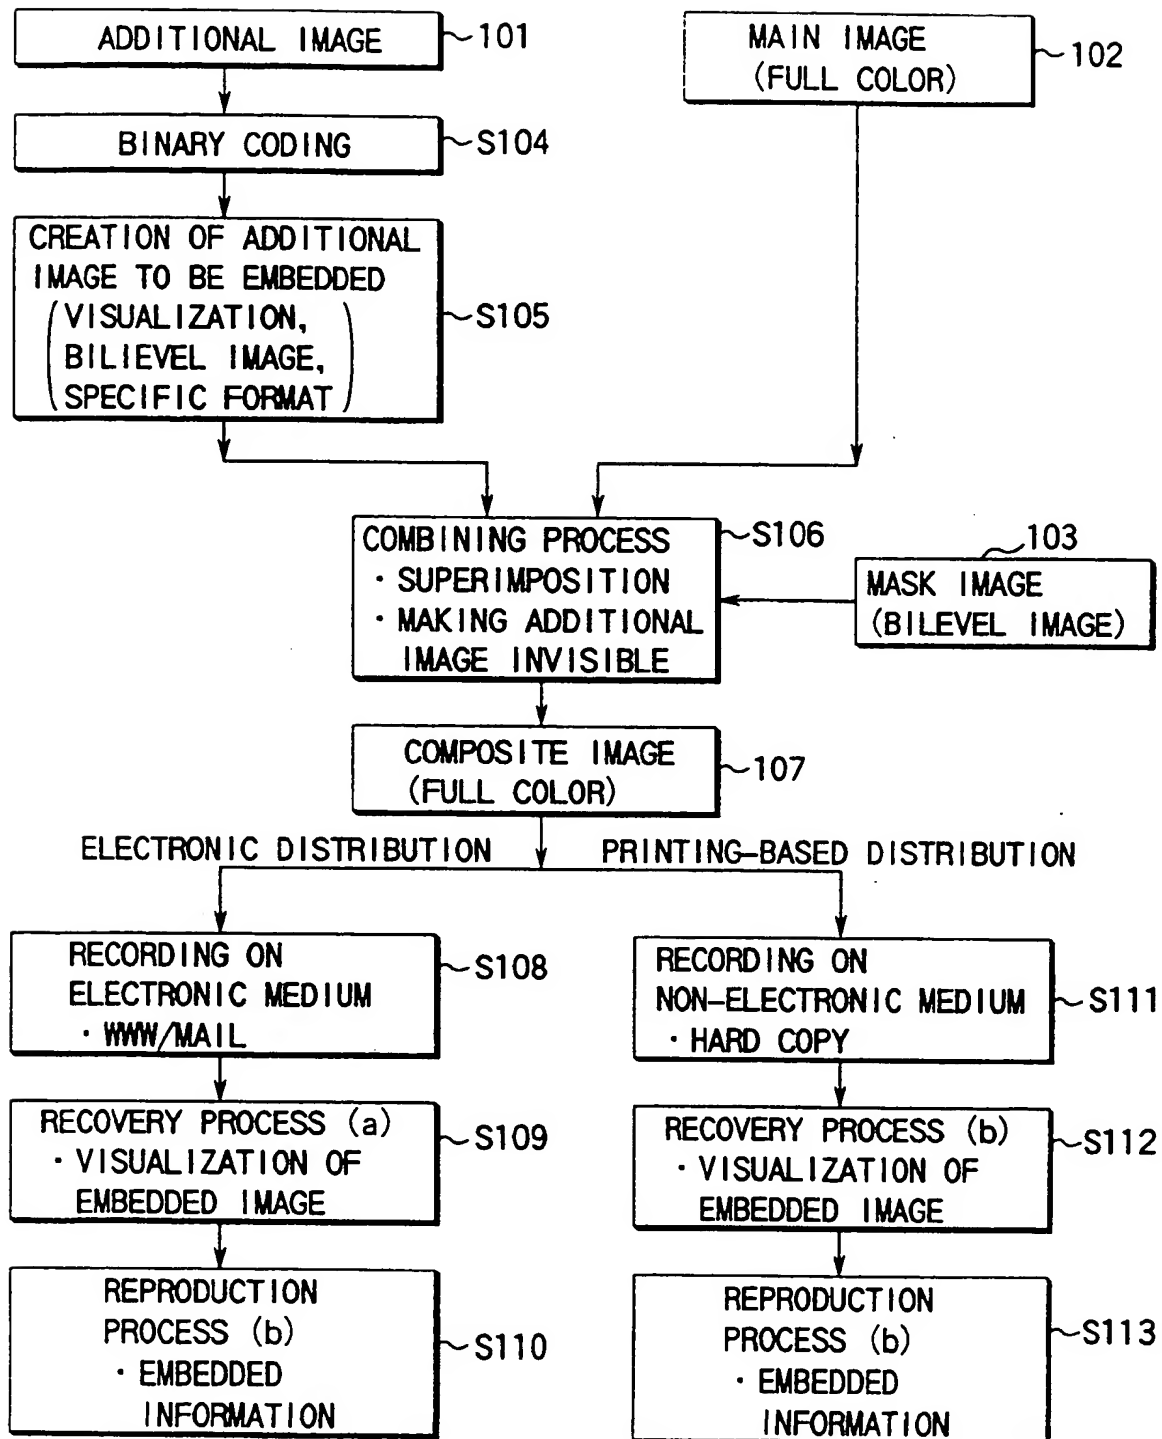 ADDITIONAL IMAGE
101
BINARY CODING
S104
CREATION OF ADDITIONAL
IMAGE TO BE EMBEDDED
(VISUALIZATION,
BILIEVEL IMAGE,
SPECIFIC FORMAT)
S105
MAIN IMAGE
(FULL COLOR)
102
COMBINING PROCESS
· SUPERIMPOSITION
· MAKING ADDITIONAL
IMAGE INVISIBLE
S106
103
MASK IMAGE
(BILEVEL IMAGE)
COMPOSITE IMAGE
(FULL COLOR)
107
ELECTRONIC DISTRIBUTION
PRINTING-BASED DISTRIBUTION
RECORDING ON
ELECTRONIC MEDIUM
· WWW/MAIL
S108
RECOVERY PROCESS (a)
· VISUALIZATION OF
EMBEDDED IMAGE
S109
REPRODUCTION
PROCESS (b)
· EMBEDDED
INFORMATION
S110
RECORDING ON
NON-ELECTRONIC MEDIUM
· HARD COPY
S111
RECOVERY PROCESS (b)
· VISUALIZATION OF
EMBEDDED IMAGE
S112
REPRODUCTION
PROCESS (b)
· EMBEDDED
INFORMATION
S113